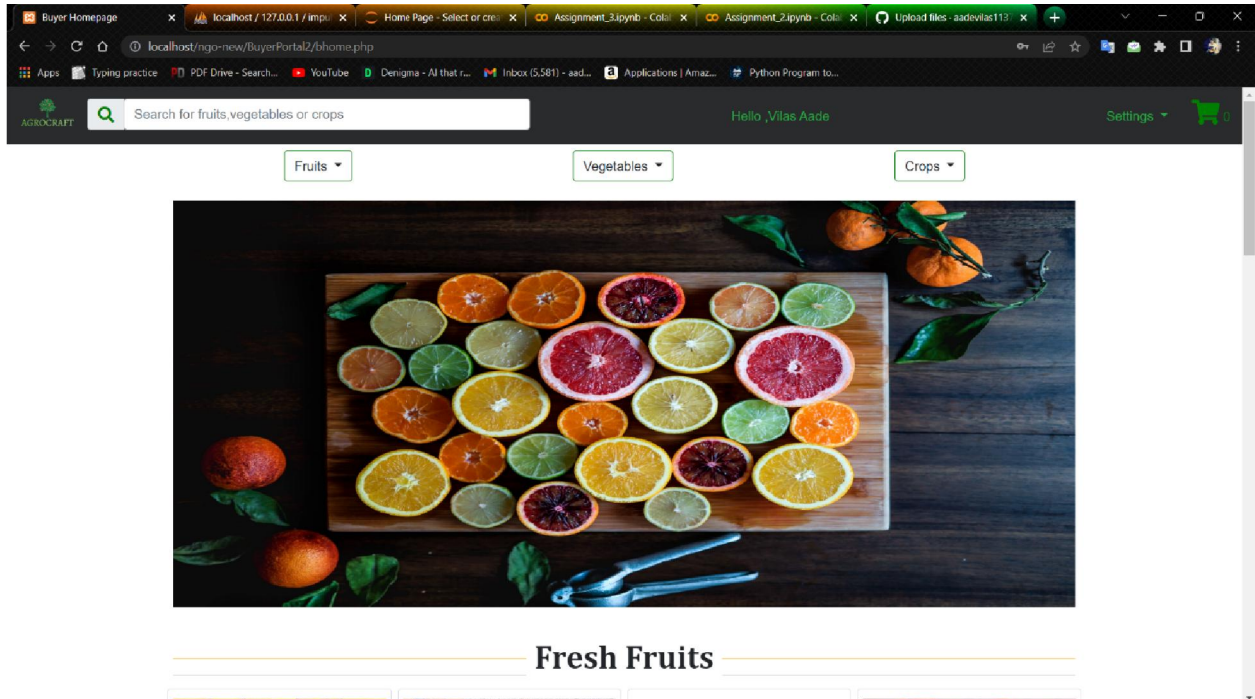 Buyer Homepage
localhost / 127.0.0.1 / impu
Home Page - Select or crea
Assignment_3.ipynb - Colal
Assignment_2.ipynb - Colal
Upload files - aadevilas1137
localhost/ngo-new/BuyerPortal2/bhome.php
Apps Typing practice PDF Drive - Search... YouTube Denigma - AI that r... Inbox (5,581) - aad... Applications | Amaz... Python Program to...
AGROCRAFT
Search for fruits,vegetables or crops
Hello ,Vilas Aade
Settings
0
Fruits Vegetables Crops
Fresh Fruits